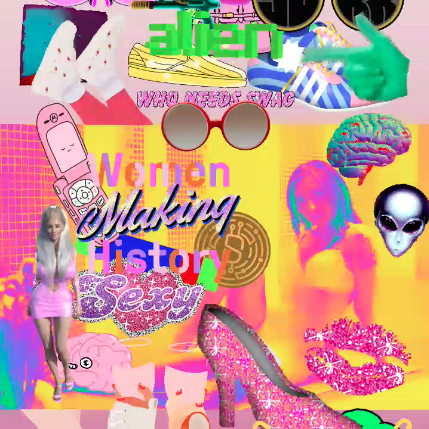 alien
WHO NEEDS SWAG
Women
Making
History
Sexy